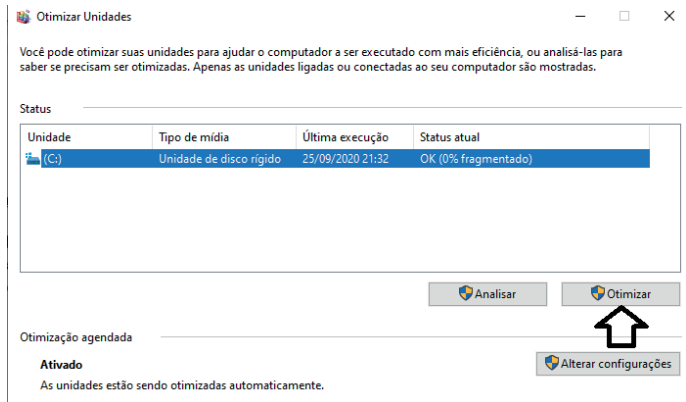 Otimizar Unidades
Você pode otimizar suas unidades para ajudar o computador a ser executado com mais eficiência, ou analisá-las para
saber se precisam ser otimizadas. Apenas as unidades ligadas ou conectadas ao seu computador são mostradas.
Status
Unidade Tipo de mídia Última execução Status atual
(C:) Unidade de disco rígido 25/09/2020 21:32 OK (0% fragmentado)
Analisar Otimizar
Otimização agendada
Ativado Alterar configurações
As unidades estão sendo otimizadas automaticamente.